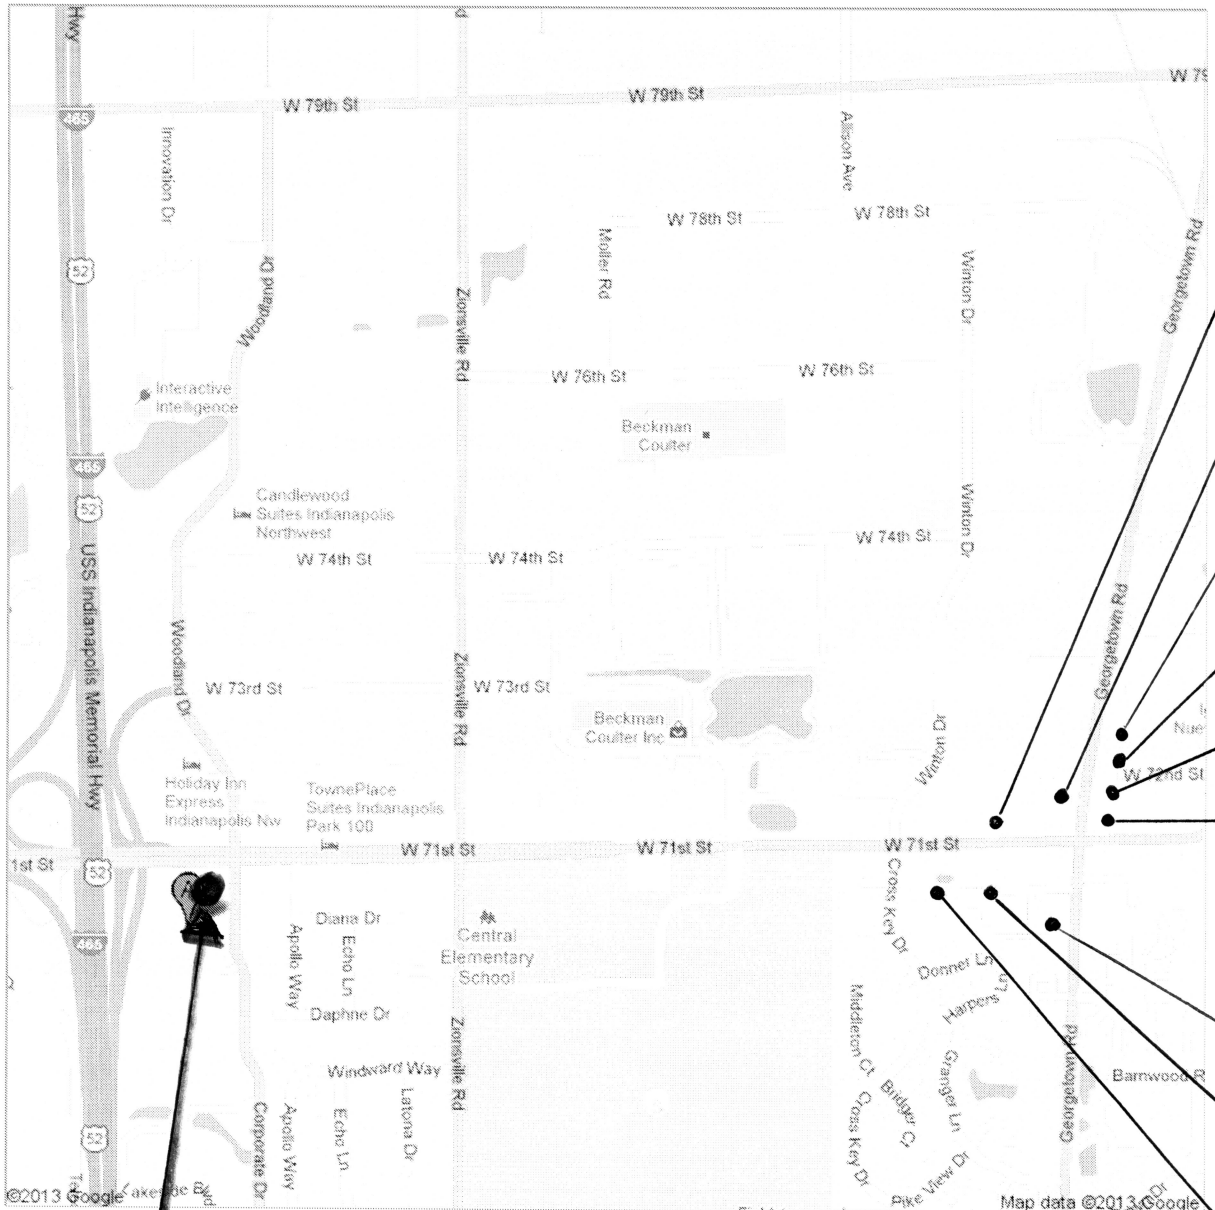 Hwy
W 79th St
W 79th St
W 79
465
Innovation Dr
Allison Ave
W 78th St
W 78th St
Moller Rd
Georgetown Rd
52
Woodland Dr
Zionsville Rd
Winton Dr
W 76th St
W 76th St
Interactive
Intelligence
Beckman
Coulter
465
52
Candlewood
Suites Indianapolis
Northwest
Winton Dr
W 74th St
W 74th St
W 74th St
USS Indianapolis Memorial Hwy
Georgetown Rd
Woodland Dr
Zionsville Rd
W 73rd St
W 73rd St
Beckman
Coulter Inc
Nue
Winton Dr
W 72nd St
Holiday Inn
Express
Indianapolis Nw
TownePlace
Suites Indianapolis
Park 100
1st St
W 71st St
W 71st St
W 71st St
52
Cross Key Dr
Diana Dr
Apollo Way
Echo Ln
Central
Elementary
School
465
Donner Ln
Harpers Ln
Middleton Ct
Daphne Dr
Zionsville Rd
Georgetown Rd
Windward Way
Granger Ln
Barnwood R
Bridger Ct
Latona Dr
Corporate Dr
Apollo Way
Echo Ln
Cross Key Dr
52
Pike View Dr
Lakeside Blvd
©2013 Google
Map data ©2013 Google